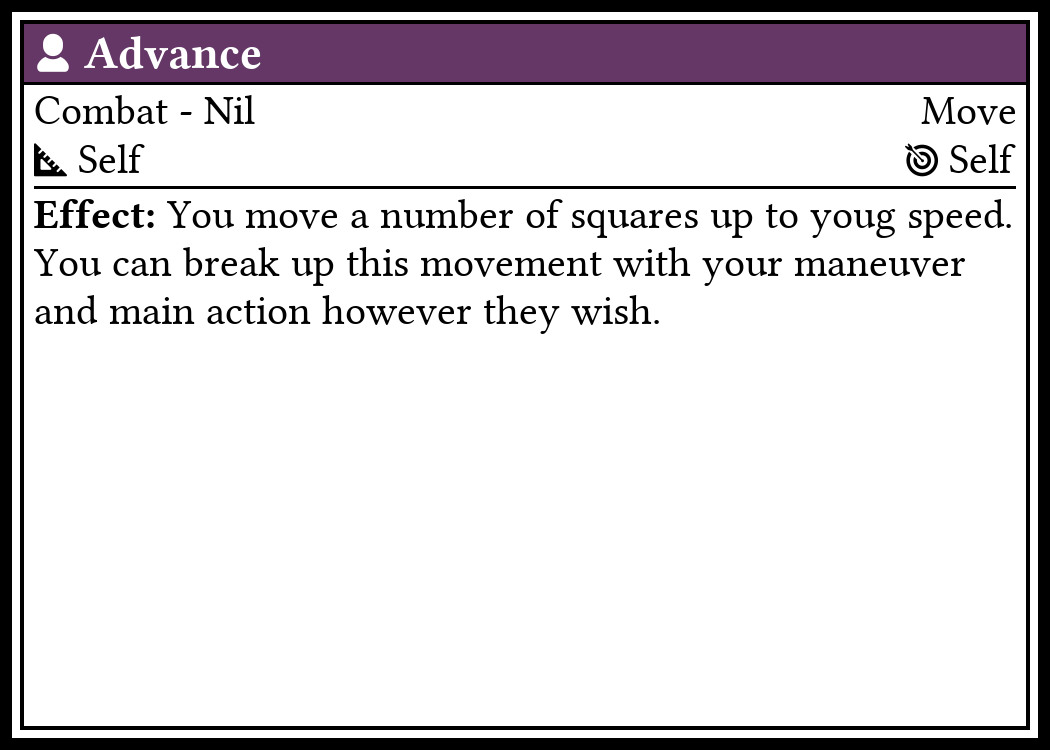 Advance
Combat - Nil Move
Self Self
Effect: You move a number of squares up to youg speed.
You can break up this movement with your maneuver
and main action however they wish.